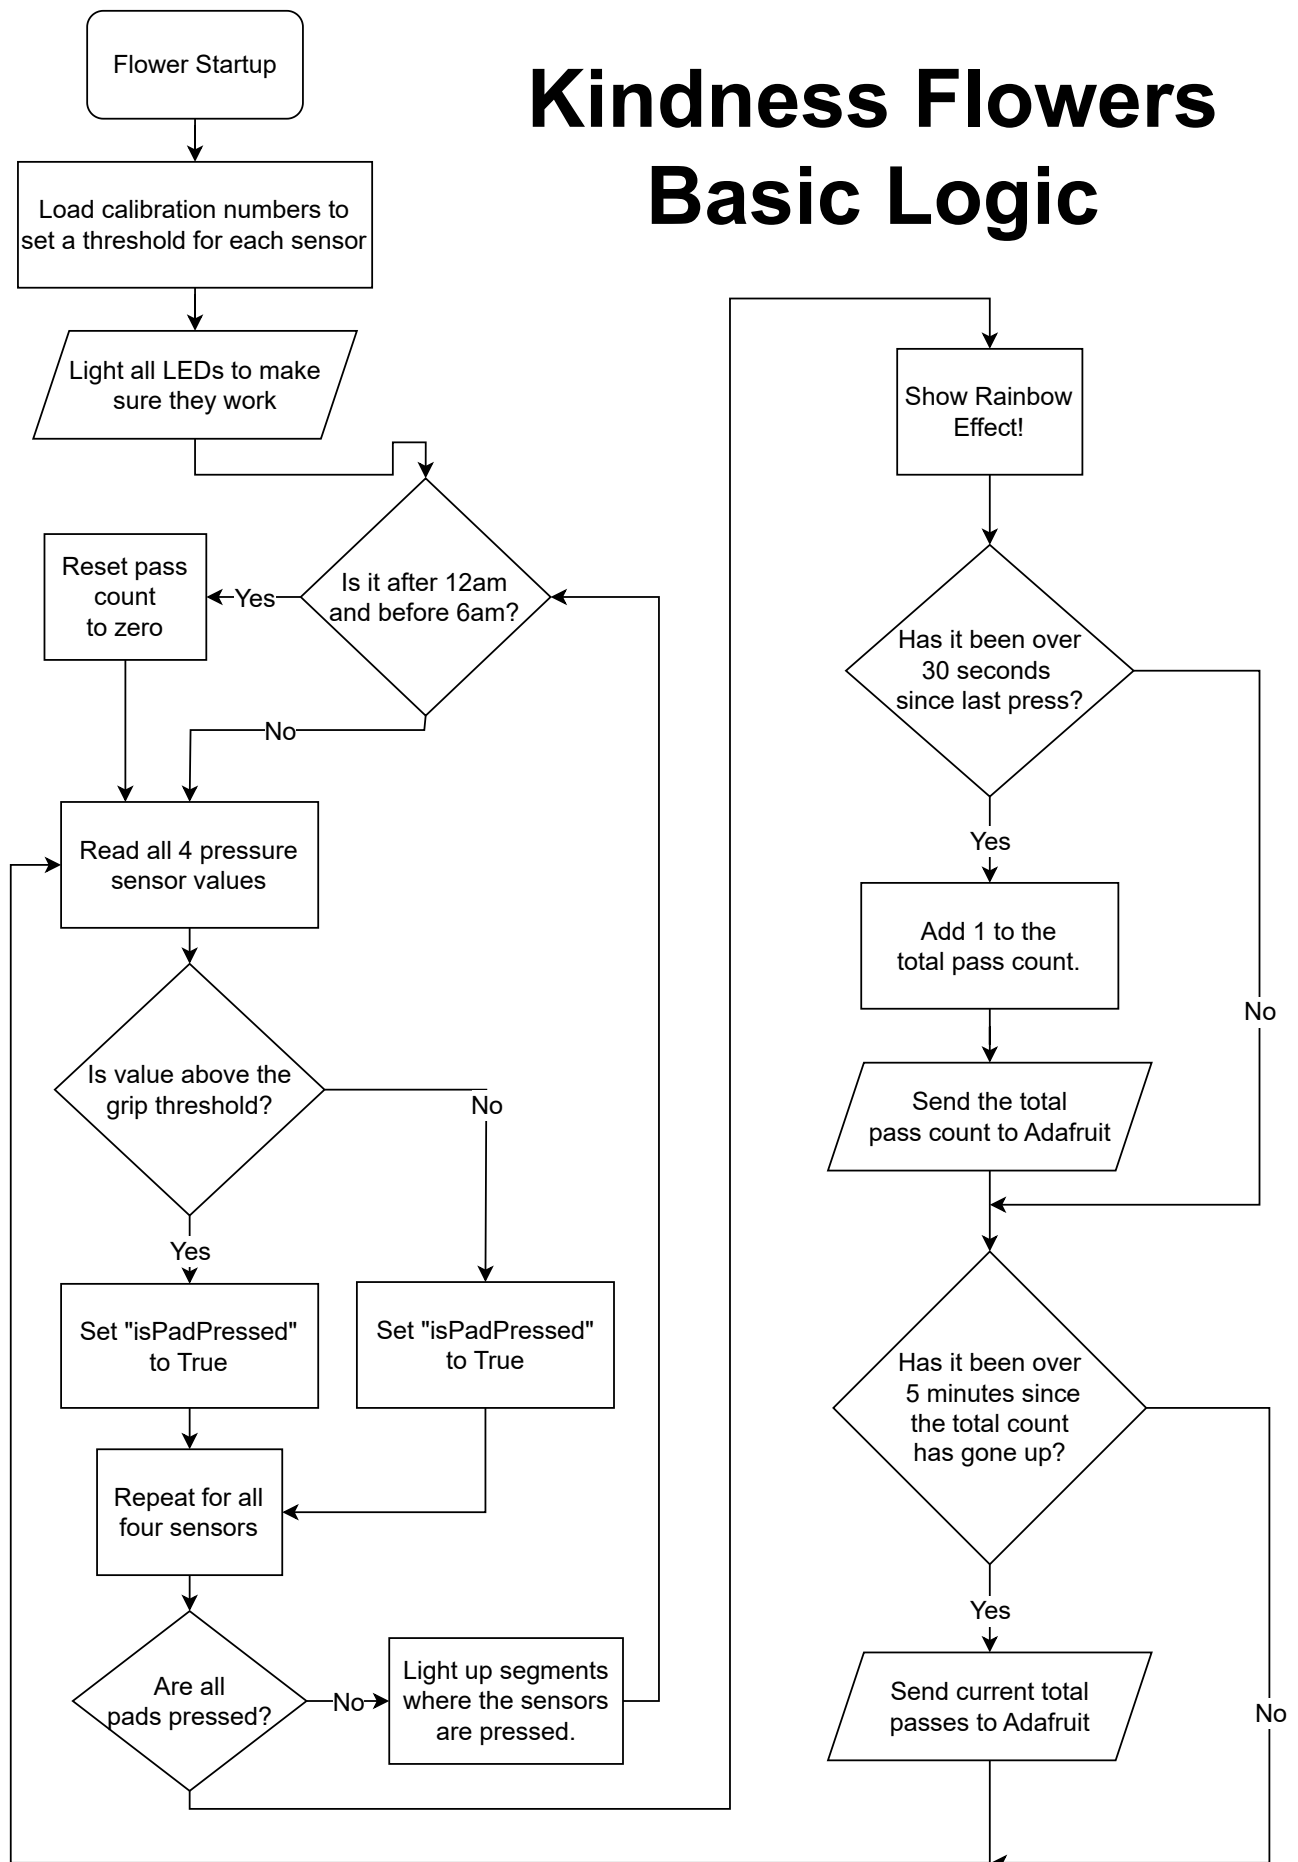 Kindness Flowers
Basic Logic
Flower Startup
Load calibration numbers to
set a threshold for each sensor
Light all LEDs to make
sure they work
Is it after 12am
and before 6am?
Yes
Reset pass
count
to zero
No
Read all 4 pressure
sensor values
Is value above the
grip threshold?
No
Yes
Set "isPadPressed"
to True
Set "isPadPressed"
to True
Repeat for all
four sensors
Are all
pads pressed?
No
Light up segments
where the sensors
are pressed.
Show Rainbow
Effect!
Has it been over
30 seconds
since last press?
Yes
Add 1 to the
total pass count.
No
Send the total
pass count to Adafruit
Has it been over
5 minutes since
the total count
has gone up?
Yes
Send current total
passes to Adafruit
No